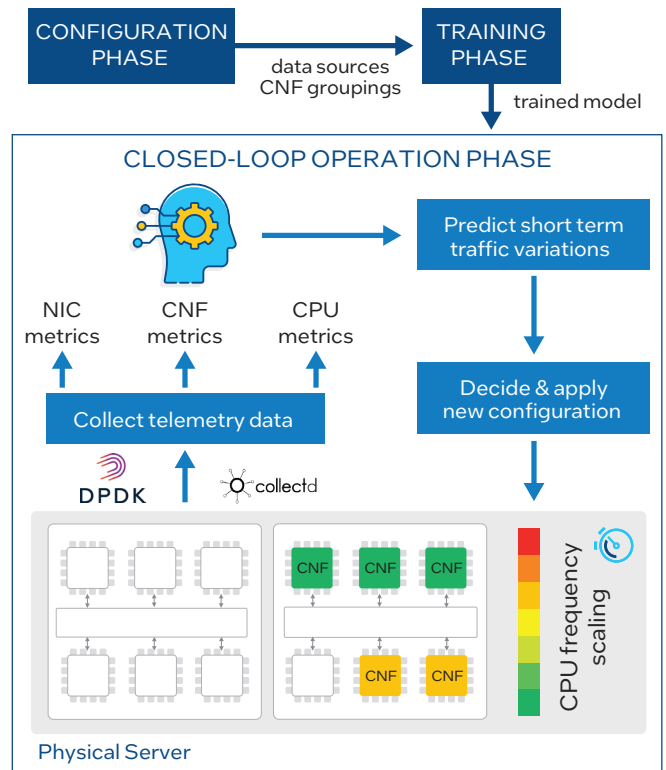 CONFIGURATION
PHASE
data sources
CNF groupings
TRAINING
PHASE
trained model
CLOSED-LOOP OPERATION PHASE
Predict short term
traffic variations
NIC
metrics
CNF
metrics
CPU
metrics
Decide & apply
new configuration
Collect telemetry data
DPDK
collectd
CNF
CNF
CNF
CNF
CNF
CPU frequency
scaling
Physical Server